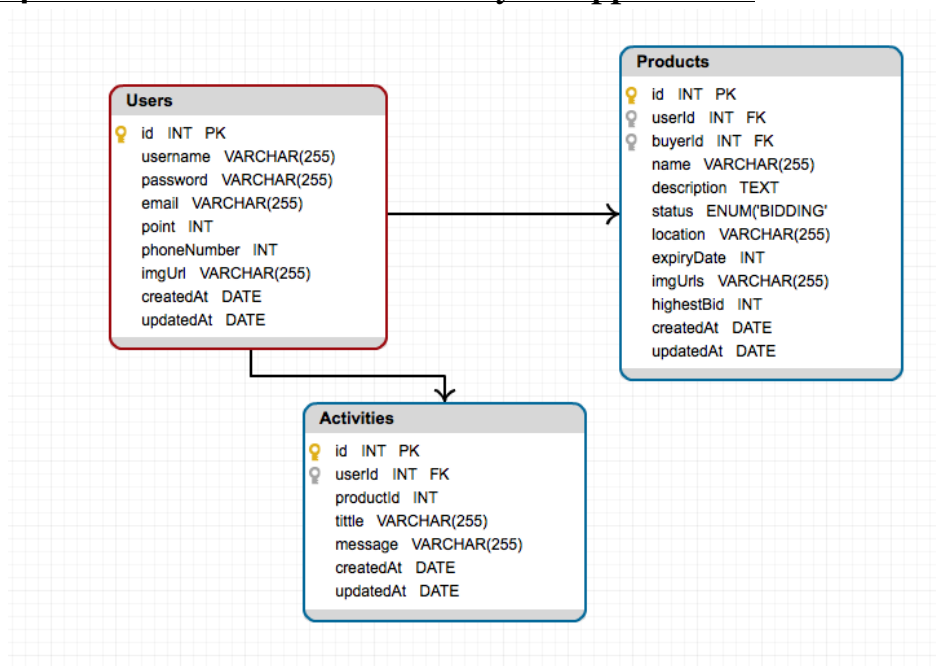 Users
id INT PK
username VARCHAR(255)
password VARCHAR(255)
email VARCHAR(255)
point INT
phoneNumber INT
imgUrl VARCHAR(255)
createdAt DATE
updatedAt DATE
Products
id INT PK
userId INT FK
buyerId INT FK
name VARCHAR(255)
description TEXT
status ENUM('BIDDING'
location VARCHAR(255)
expiryDate INT
imgUrls VARCHAR(255)
highestBid INT
createdAt DATE
updatedAt DATE
Activities
id INT PK
userId INT FK
productId INT
tittle VARCHAR(255)
message VARCHAR(255)
createdAt DATE
updatedAt DATE